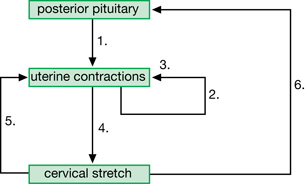 posterior pituitary
1.
3.
uterine contractions
2.
6.
5.
4.
cervical stretch